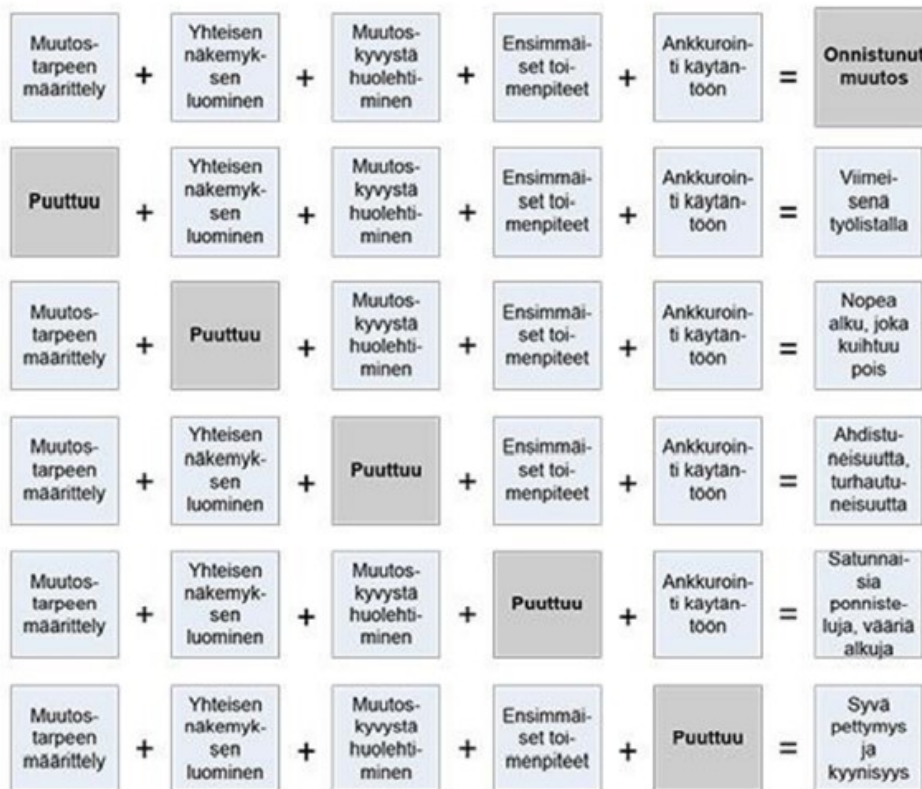 Muutos-
tarpeen
määrittely
+
Yhteisen
näkemyk-
sen
luominen
+
Muutos-
kyvystä
huolehti-
minen
+
Ensimmäi-
set toi-
menpiteet
+
Ankkuroin-
ti käytän-
töön
=
Onnistunut
muutos
Puuttuu
+
Yhteisen
näkemyk-
sen
luominen
+
Muutos-
kyvystä
huolehti-
minen
+
Ensimmäi-
set toi-
menpiteet
+
Ankkuroin-
ti käytän-
töön
=
Viimei-
senä
työlistalla
Muutos-
tarpeen
määrittely
+
Puuttuu
+
Muutos-
kyvystä
huolehti-
minen
+
Ensimmäi-
set toi-
menpiteet
+
Ankkuroin-
ti käytän-
töön
=
Nopea
alku, joka
kuihtuu
pois
Muutos-
tarpeen
määrittely
+
Yhteisen
näkemyk-
sen
luominen
+
Puuttuu
+
Ensimmäi-
set toi-
menpiteet
+
Ankkuroin-
ti käytän-
töön
=
Ahdistu-
neisuutta,
turhautu-
neisuutta
Muutos-
tarpeen
määrittely
+
Yhteisen
näkemyk-
sen
luominen
+
Muutos-
kyvystä
huolehti-
minen
+
Puuttuu
+
Ankkuroin-
ti käytän-
töön
=
Satunnai-
sia
ponniste-
luja, vääriä
alkuja
Muutos-
tarpeen
määrittely
+
Yhteisen
näkemyk-
sen
luominen
+
Muutos-
kyvystä
huolehti-
minen
+
Ensimmäi-
set toi-
menpiteet
+
Puuttuu
=
Syvä
pettymys
ja
kyynisyys